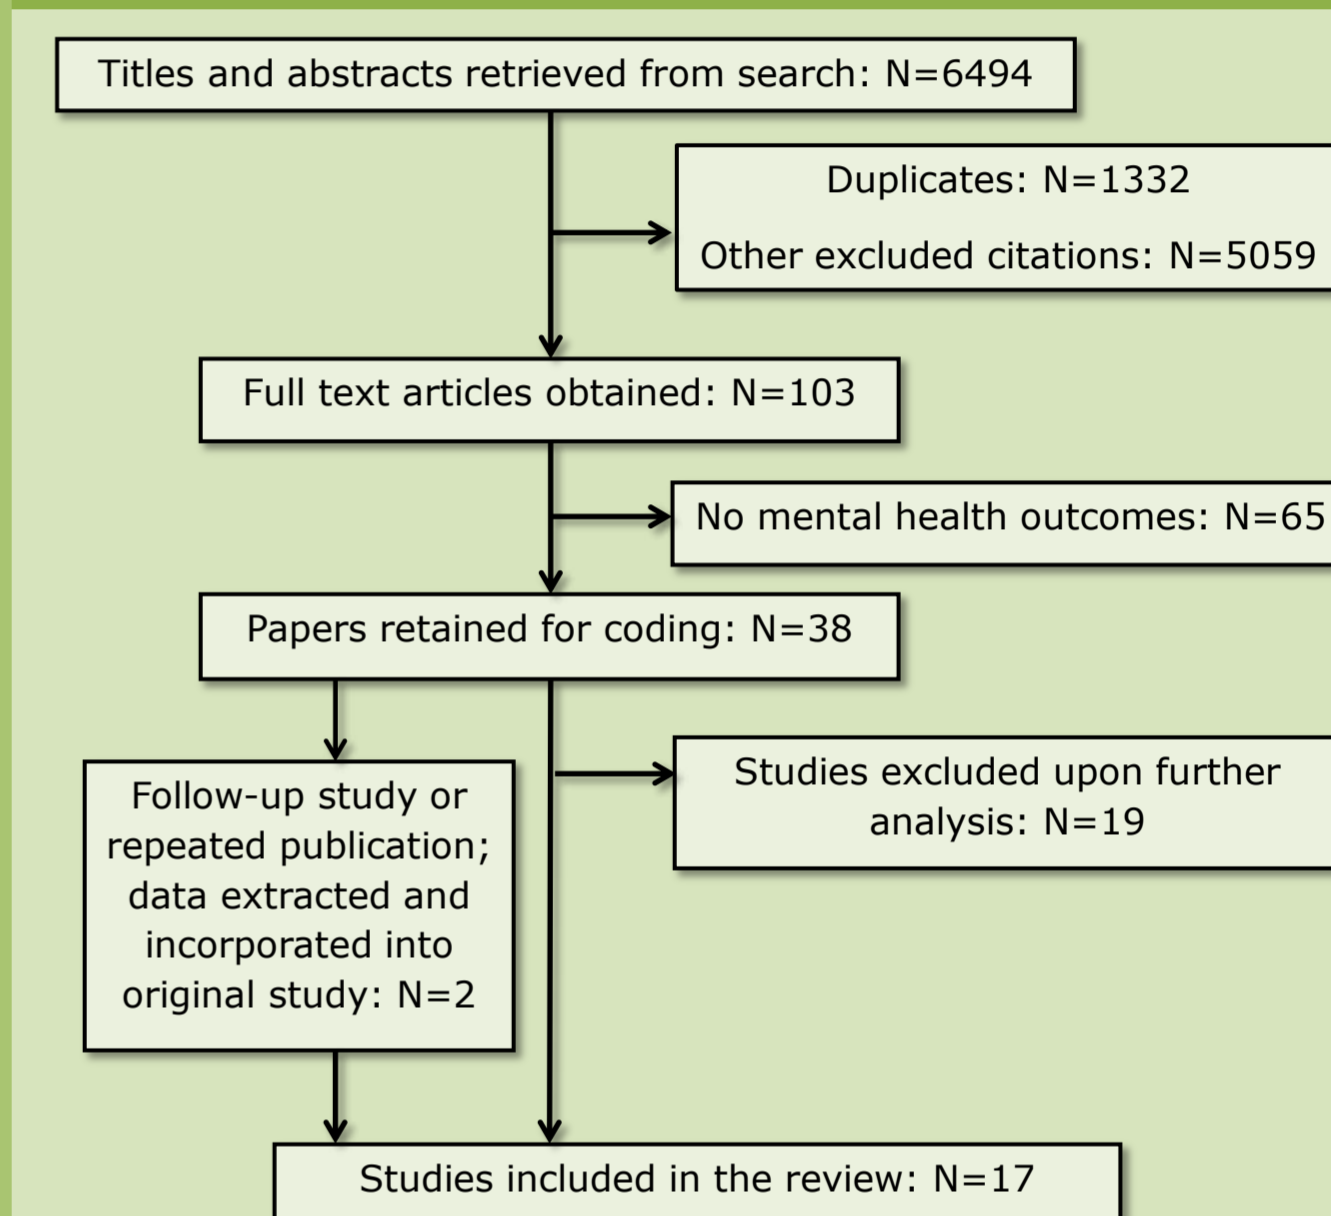 Titles and abstracts retrieved from search: N=6494
Duplicates: N=1332
Other excluded citations: N=5059
Full text articles obtained: N=103
No mental health outcomes: N=65
Papers retained for coding: N=38
Studies excluded upon further
analysis: N=19
Follow-up study or
repeated publication;
data extracted and
incorporated into
original study: N=2
Studies included in the review: N=17